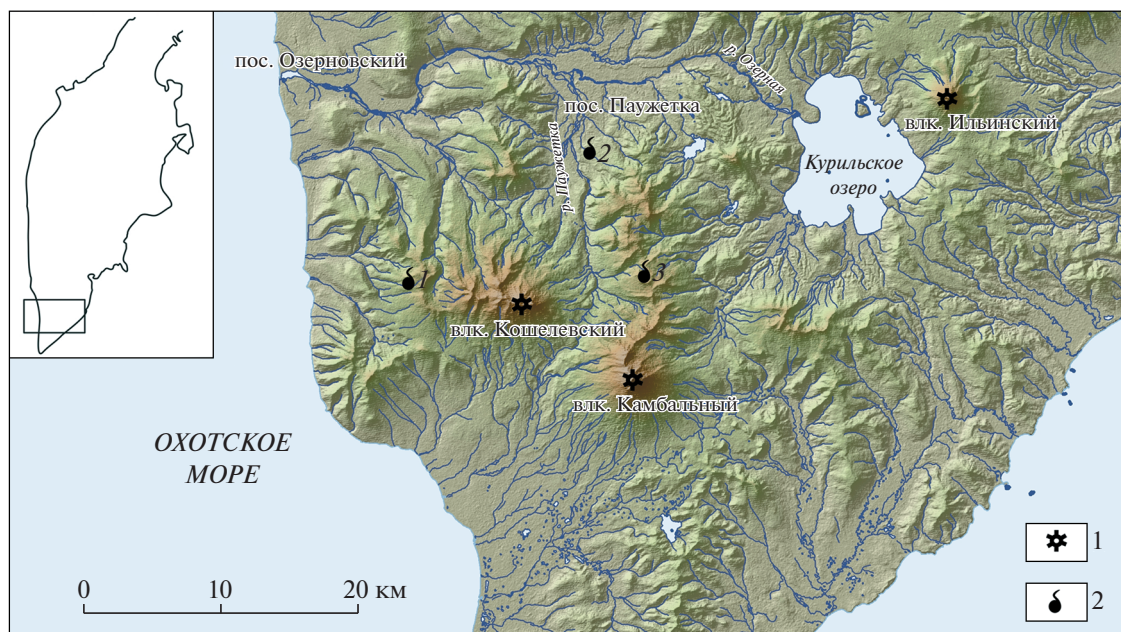 пос. Озерновский
р. Озерная
пос. Паужетка
влк. Ильинский
р. Паужетка
2
Курильское
озеро
1
3
влк. Кошелевский
влк. Камбальный
ОХОТСКОЕ
МОРЕ
1
0 10 20 км
2